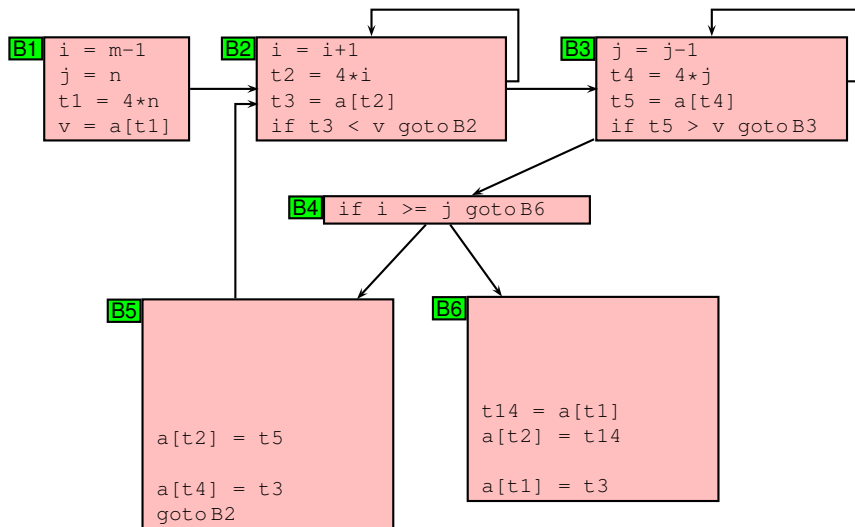 B1
i = m-1
j = n
t1 = 4*n
v = a[t1]
B2
i = i+1
t2 = 4*i
t3 = a[t2]
if t3 < v goto B2
B3
j = j-1
t4 = 4*j
t5 = a[t4]
if t5 > v goto B3
B4
if i >= j goto B6
B5
a[t2] = t5
a[t4] = t3
goto B2
B6
t14 = a[t1]
a[t2] = t14
a[t1] = t3